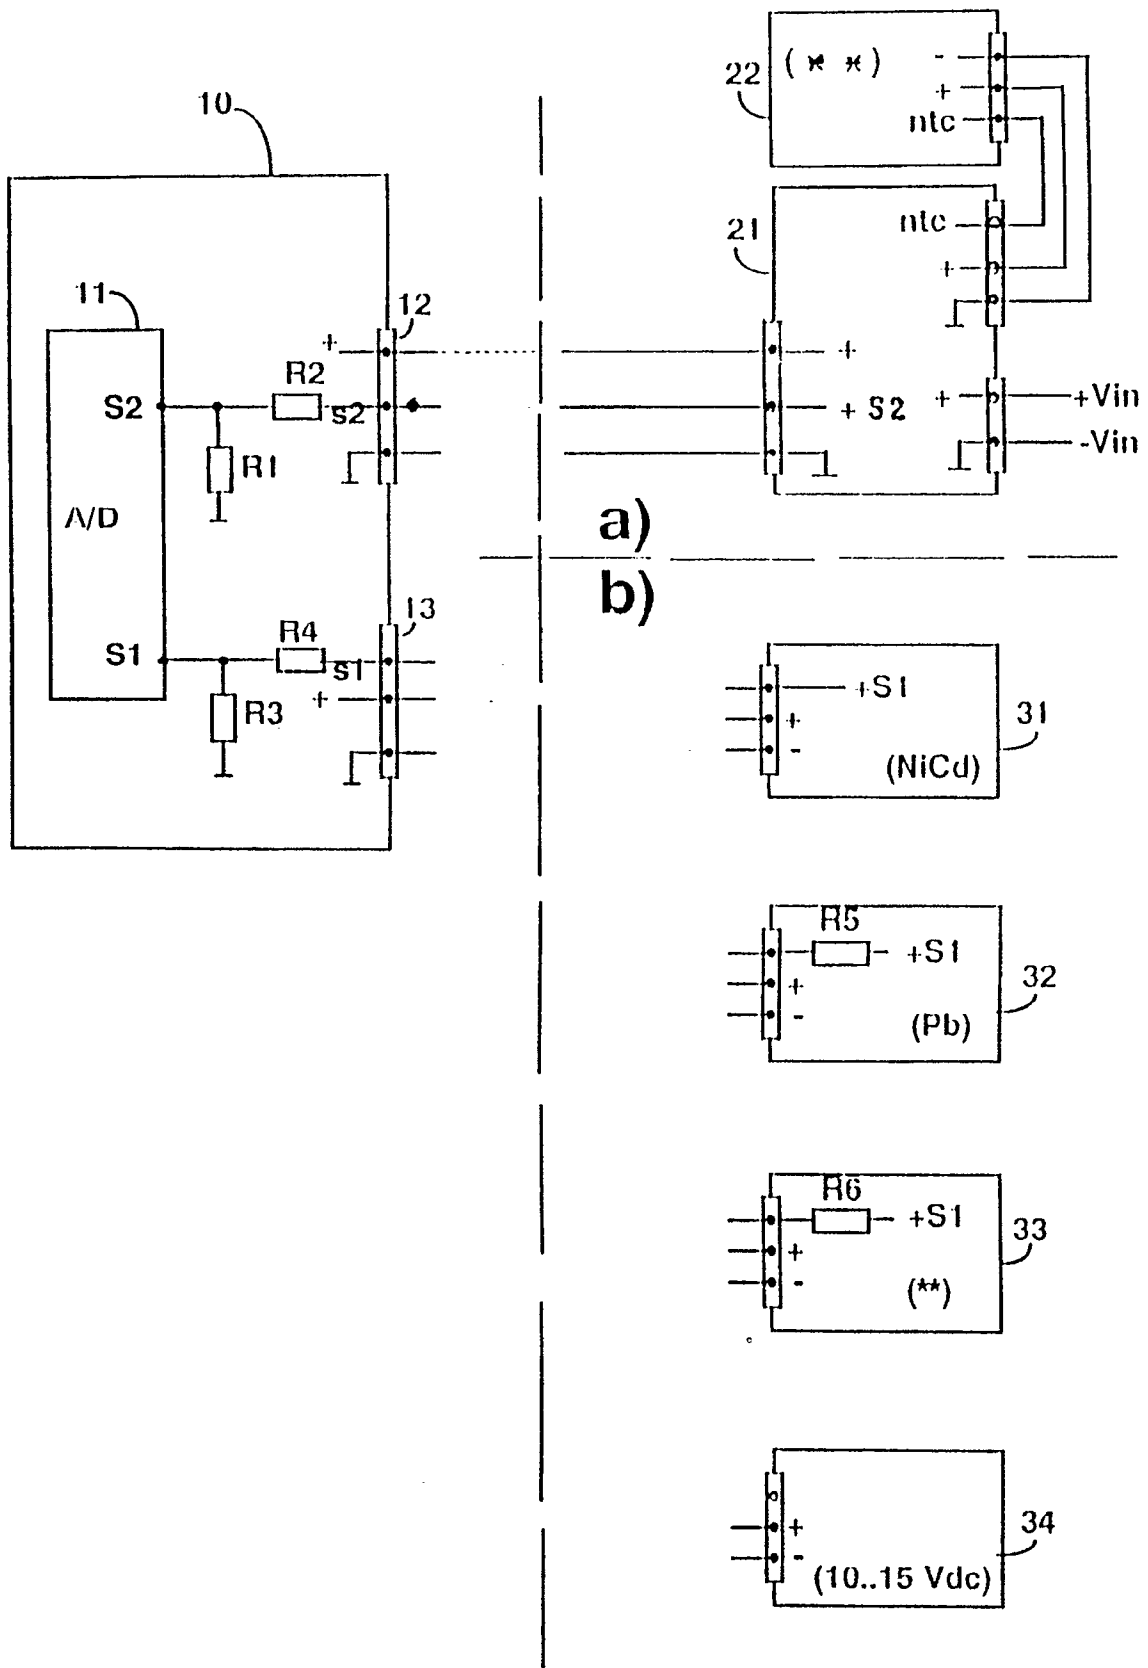 10
11
12
+
R2
S2
s2
R1
A/D
13
R4
S1
s1
+
R3
22
(* *)
-
+
ntc
21
ntc
+
+
+ S2
+
+Vin
-Vin
a)
b)
+S1
31
+
-
(NiCd)
R5
+S1
32
+
-
(Pb)
R6
+S1
33
+
-
(**)
34
+
-
(10..15 Vdc)